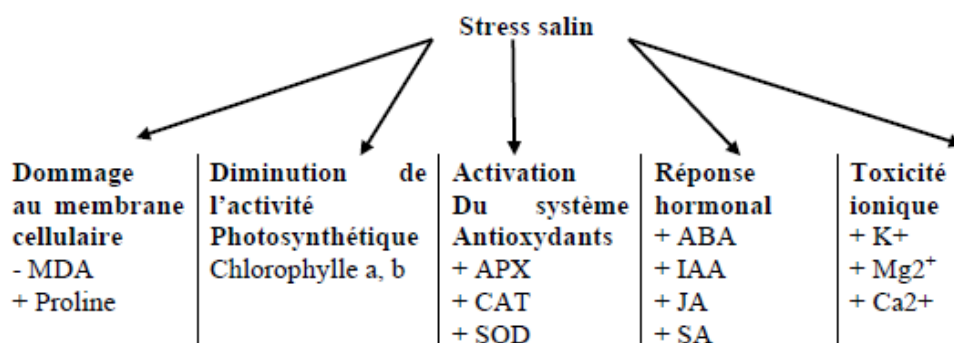 Stress salin
Dommage
au membrane
cellulaire
- MDA
+ Proline
Diminution de
l'activité
Photosynthétique
Chlorophylle a, b
Activation
Du système
Antioxydants
+ APX
+ CAT
+ SOD
Réponse
hormonal
+ ABA
+ IAA
+ JA
+ SA
Toxicité
ionique
+ K+
+ Mg2⁺
+ Ca2+